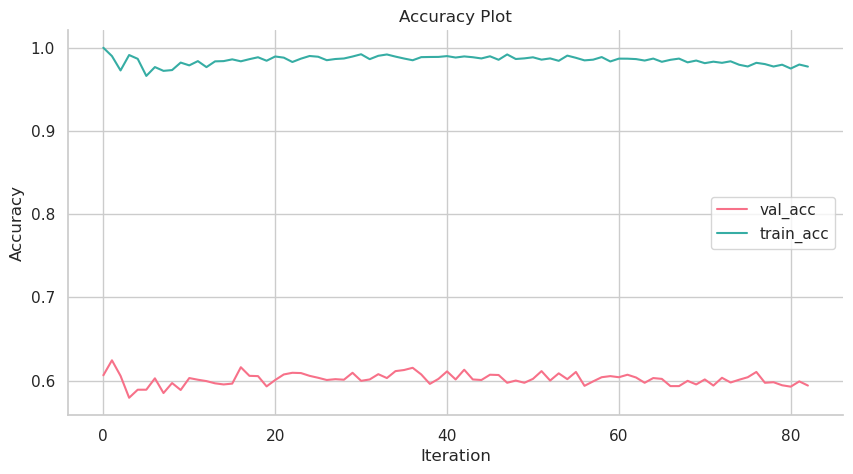 Accuracy Plot
1.0
0.9
0.8
0.7
0.6
Accuracy
val_acc
train_acc
0 20 40 60 80
Iteration